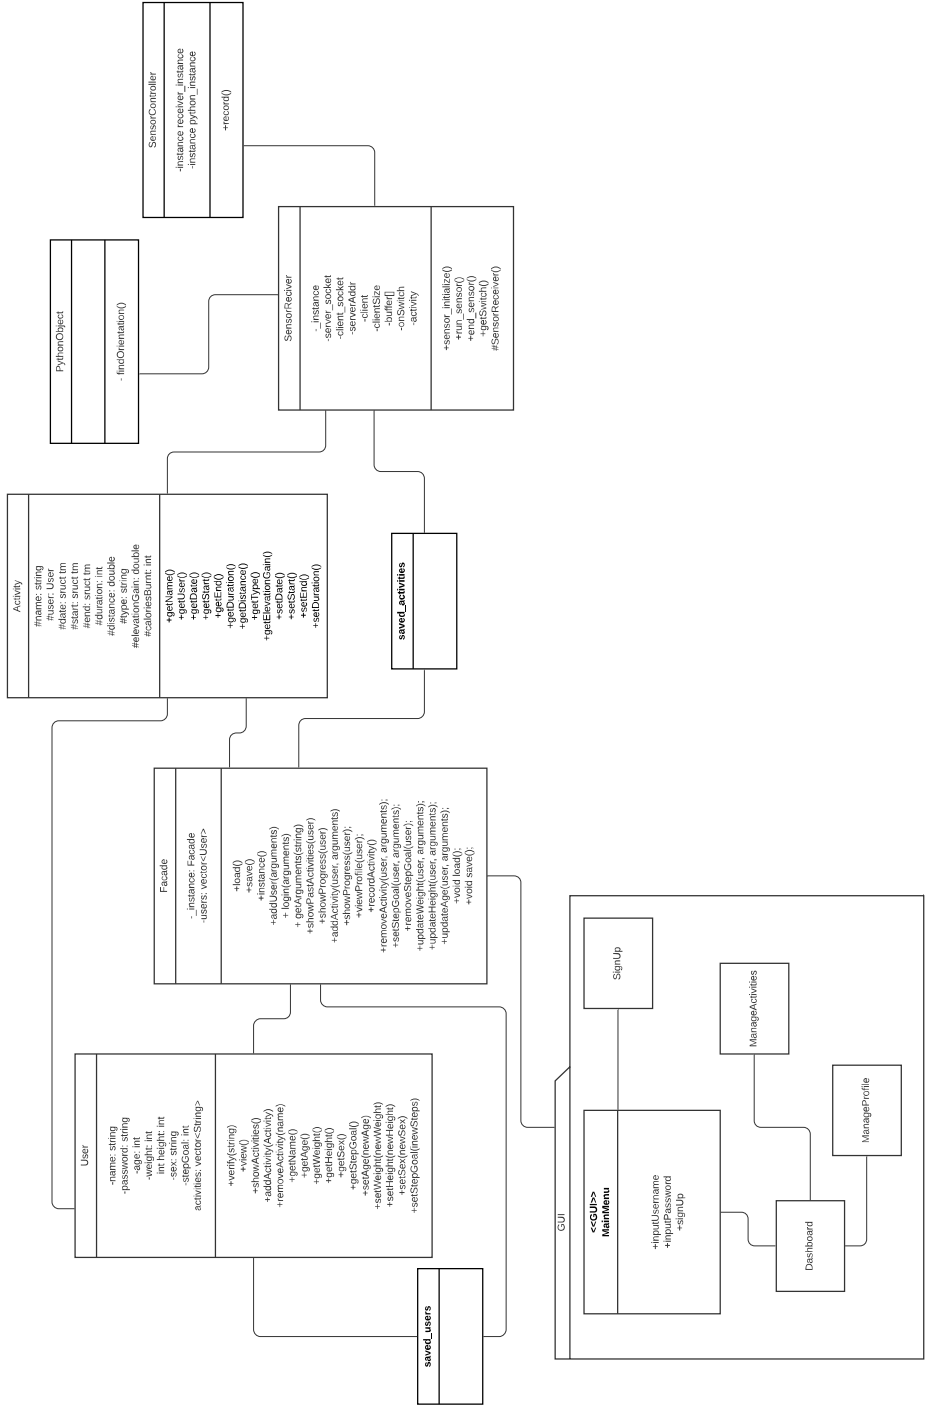 User
-name: string
-password: string
-age: int
-weight: int
int height: int
-sex: string
-stepGoal: int
activities: vector<String>
+verify(string)
+view()
+showActivities()
+addActivity(Activity)
+removeActivity(name)
+getName()
+getAge()
+getWeight()
+getHeight()
+getSex()
+getStepGoal()
+setAge(newAge)
+setWeight(newWeight)
+setHeight(newHeight)
+setSex(newSex)
+setStepGoal(inewSteps)
saved_users
Facade
-_instance: Facade
-users: vector<User>
+load()
+save()
+instance()
+addUser(arguments)
+ login(arguments)
+ getArguments(string)
+showPastActivities(user)
+showProgress(user)
+addActivity(user, arguments)
+showProgress(user);
+viewProfile(user);
+recordActivity()
+removeActivity(user, arguments);
+setStepGoal(user, arguments);
+removeStepGoal(user);
+updateWeight(user, arguments);
+updateHeight(user, arguments);
+updateAge(user, arguments);
+void load();
+void save();
Activity
#name: string
#user: User
#date: sruct tm
#start: sruct tm
#end: sruct tm
#duration: int
#distance: double
#type: string
#elevationGain: double
#caloriesBurnt: int
+getName()
+getUser()
+getDate()
+getStart()
+getEnd()
+getDuration()
+getDistance()
+getType()
+getElevationGain()
+setDate()
+setStart()
+setEnd()
+setDuration()
saved_activities
PythonObject
- findOrientation()
SensorController
-instance receiver_instance
-instance python_instance
+record()
SensorReciver
-_instance
-server_socket
-client_socket
-serverAddr
-client
-clientSize
-buffer[]
-onSwitch
-activity
+sensor_initialize()
+run_sensor()
+end_sensor()
+getSwitch()
#SensorReceiver()
GUI
<<GUI>>
MainMenu
+inputUsername
+inputPassword
+signUp
SignUp
Dashboard
ManageActivities
ManageProfile